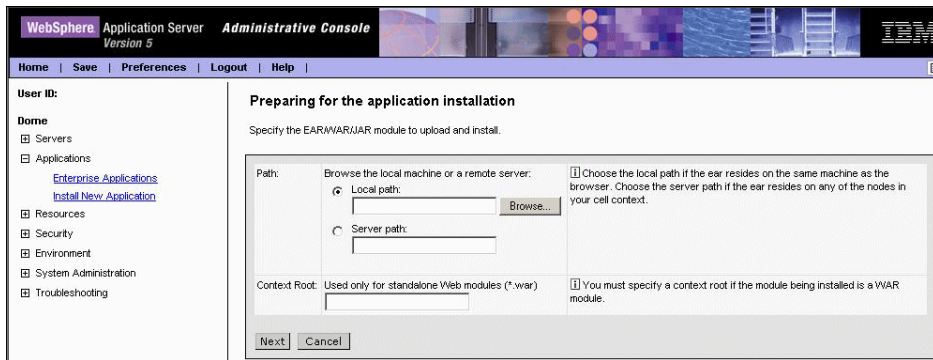 WebSphere Application Server Administrative Console
Version 5
IBM
Home | Save | Preferences | Logout | Help |
User ID:
Dorne
Servers
Applications
Enterprise Applications
Install New Application
Resources
Security
Environment
System Administration
Troubleshooting
Preparing for the application installation
Specify the EAR/WAR/JAR module to upload and install.
Path:
Browse the local machine or a remote server:
Local path:
Browse...
Server path:
Choose the local path if the ear resides on the same machine as the
browser. Choose the server path if the ear resides on any of the nodes in
your cell context.
Context Root:
Used only for standalone Web modules (*.war)
You must specify a context root if the module being installed is a WAR
module.
Next
Cancel